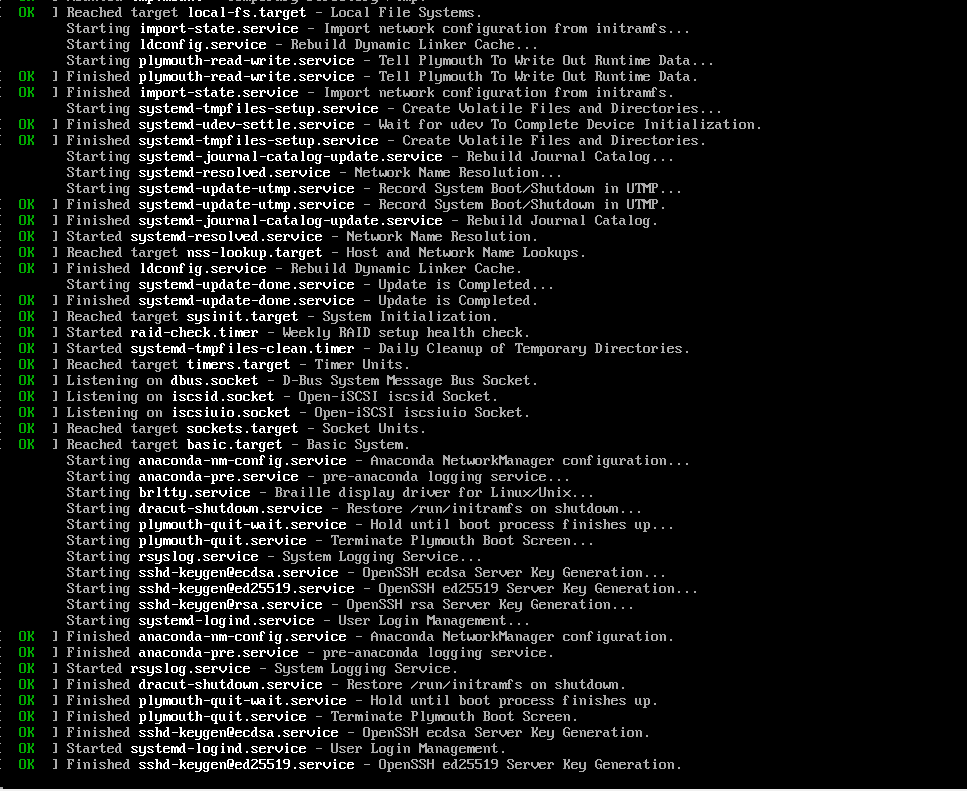 OK ] Reached target local-fs.target - Local File Systems.
Starting import-state.service - Import network configuration from initramfs...
Starting ldconfig.service - Rebuild Dynamic Linker Cache...
Starting plymouth-read-write.service - Tell Plymouth To Write Out Runtime Data...
[ OK ] Finished plymouth-read-write.service - Tell Plymouth To Write Out Runtime Data.
[ OK ] Finished import-state.service - Import network configuration from initramfs.
Starting systemd-tmpfiles-setup.service - Create Volatile Files and Directories...
[ OK ] Finished systemd-udev-settle.service - Wait for udev To Complete Device Initialization.
[ OK ] Finished systemd-tmpfiles-setup.service - Create Volatile Files and Directories.
Starting systemd-journal-catalog-update.service - Rebuild Journal Catalog...
Starting systemd-resolved.service - Network Name Resolution...
Starting systemd-update-utmp.service - Record System Boot/Shutdown in UTMP...
[ OK ] Finished systemd-update-utmp.service - Record System Boot/Shutdown in UTMP.
[ OK ] Finished systemd-journal-catalog-update.service - Rebuild Journal Catalog.
[ OK ] Started systemd-resolved.service - Network Name Resolution.
[ OK ] Reached target nss-lookup.target - Host and Network Name Lookups.
[ OK ] Finished ldconfig.service - Rebuild Dynamic Linker Cache.
Starting systemd-update-done.service - Update is Completed...
[ OK ] Finished systemd-update-done.service - Update is Completed.
[ OK ] Reached target sysinit.target - System Initialization.
[ OK ] Started raid-check.timer - Weekly RAID setup health check.
[ OK ] Started systemd-tmpfiles-clean.timer - Daily Cleanup of Temporary Directories.
[ OK ] Reached target timers.target - Timer Units.
[ OK ] Listening on dbus.socket - D-Bus System Message Bus Socket.
[ OK ] Listening on iscsid.socket - Open-iSCSI iscsid Socket.
[ OK ] Listening on iscsiuio.socket - Open-iSCSI iscsiuio Socket.
[ OK ] Reached target sockets.target - Socket Units.
[ OK ] Reached target basic.target - Basic System.
Starting anaconda-nm-config.service - Anaconda NetworkManager configuration...
Starting anaconda-pre.service - pre-anaconda logging service...
Starting brltty.service - Braille display driver for Linux/Unix...
Starting dracut-shutdown.service - Restore /run/initramfs on shutdown...
Starting plymouth-quit-wait.service - Hold until boot process finishes up...
Starting plymouth-quit.service - Terminate Plymouth Boot Screen...
Starting rsyslog.service - System Logging Service...
Starting sshd-keygen@ecdsa.service - OpenSSH ecdsa Server Key Generation...
Starting sshd-keygen@ed25519.service - OpenSSH ed25519 Server Key Generation...
Starting sshd-keygen@rsa.service - OpenSSH rsa Server Key Generation...
Starting systemd-logind.service - User Login Management...
[ OK ] Finished anaconda-nm-config.service - Anaconda NetworkManager configuration.
[ OK ] Finished anaconda-pre.service - pre-anaconda logging service.
[ OK ] Started rsyslog.service - System Logging Service.
[ OK ] Finished dracut-shutdown.service - Restore /run/initramfs on shutdown.
[ OK ] Finished plymouth-quit-wait.service - Hold until boot process finishes up.
[ OK ] Finished plymouth-quit.service - Terminate Plymouth Boot Screen.
[ OK ] Finished sshd-keygen@ecdsa.service - OpenSSH ecdsa Server Key Generation.
[ OK ] Started systemd-logind.service - User Login Management.
[ OK ] Finished sshd-keygen@ed25519.service - OpenSSH ed25519 Server Key Generation.